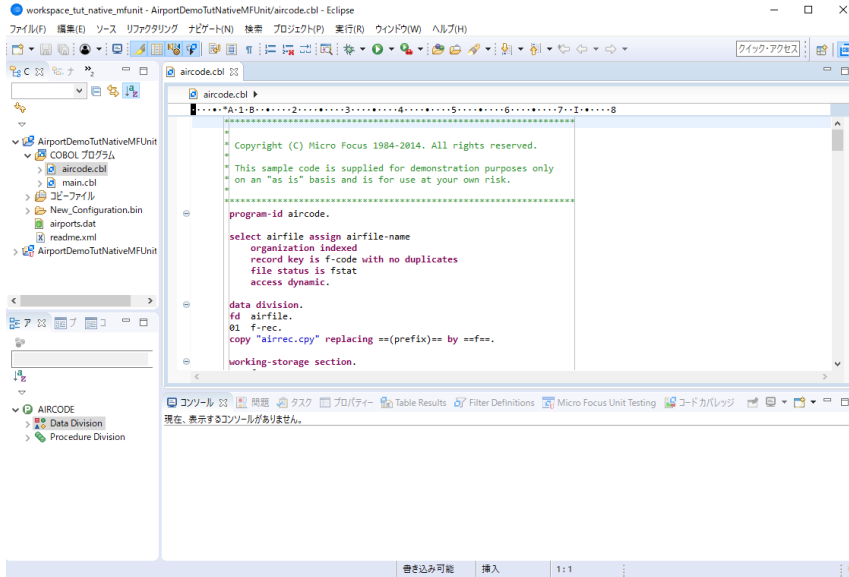 workspace_tut_native_mfunit - AirportDemoTutNativeMFUnit/aircode.cbl - Eclipse
ファイル(F) 編集(E) ソース リファクタリング ナビゲート(N) 検索 プロジェクト(P) 実行(R) ウィンドウ(W) ヘルプ(H)
クイック・アクセス
C
aircode.cbl
aircode.cbl
*A·1·B··•····2····•····3····•····4····•····5····•····6····•····7··I·•····8
AirportDemoTutNativeMFUnit
COBOL プログラム
aircode.cbl
main.cbl
コピーファイル
New_Configuration.bin
airports.dat
readme.xml
AirportDemoTutNativeMFUnit
***************************************************************************
*
* Copyright (C) Micro Focus 1984-2014. All rights reserved.
*
* This sample code is supplied for demonstration purposes only
* on an "as is" basis and is for use at your own risk.
*
***************************************************************************
program-id aircode.
select airfile assign airfile-name
organization indexed
record key is f-code with no duplicates
file status is fstat
access dynamic.
data division.
fd airfile.
01 f-rec.
copy "airrec.cpy" replacing ==(prefix)== by ==f==.
working-storage section.
ア
プ
コ
AIRCODE
Data Division
Procedure Division
コンソール 問題 タスク プロパティー Table Results Filter Definitions Micro Focus Unit Testing コードカバレッジ
現在、表示するコンソールがありません。
書き込み可能 挿入 1:1